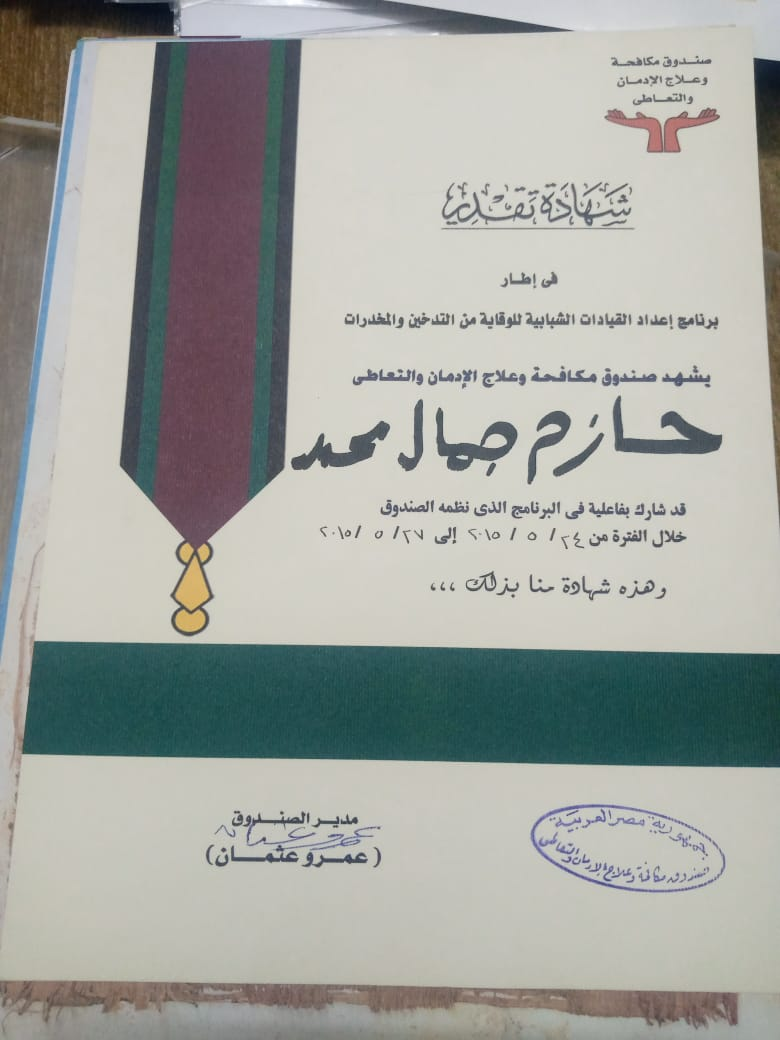 صندوق مكافحة
وعلاج الإدمان
والتعاطى
شهادة تقدير
فى إطار
برنامج إعداد القيادات الشبابية للوقاية من التدخين والمخدرات
يشهد صندوق مكافحة وعلاج الإدمان والتعاطى
حازم جمال محمد
قد شارك بفاعلية فى البرنامج الذى نظمه الصندوق
خلال الفترة من ٢٤ / ٥ / ٢٠١٥ إلى ٢٧ / ٥ / ٢٠١٥
وهذه شهادة منا بذلك ،،،
مدير الصندوق
عمرو عثمان
(عمرو عثمان)
جمهورية مصر العربية
صندوق مكافحة وعلاج الإدمان والتعاطى